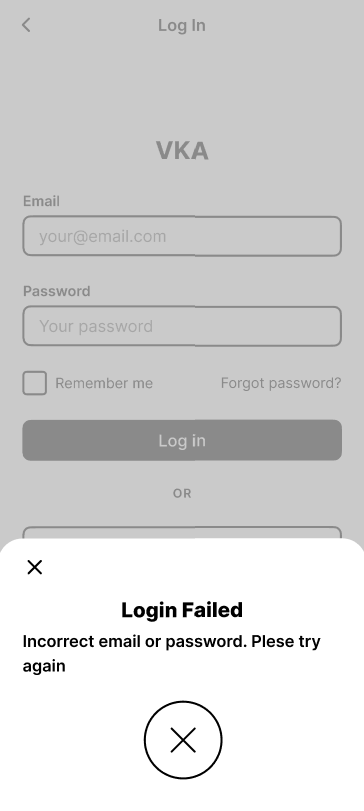 Log In
VKA
Email
your@email.com
Password
Your password
Remember me
Forgot password?
Log in
OR
Login Failed
Incorrect email or password. Plese try
again